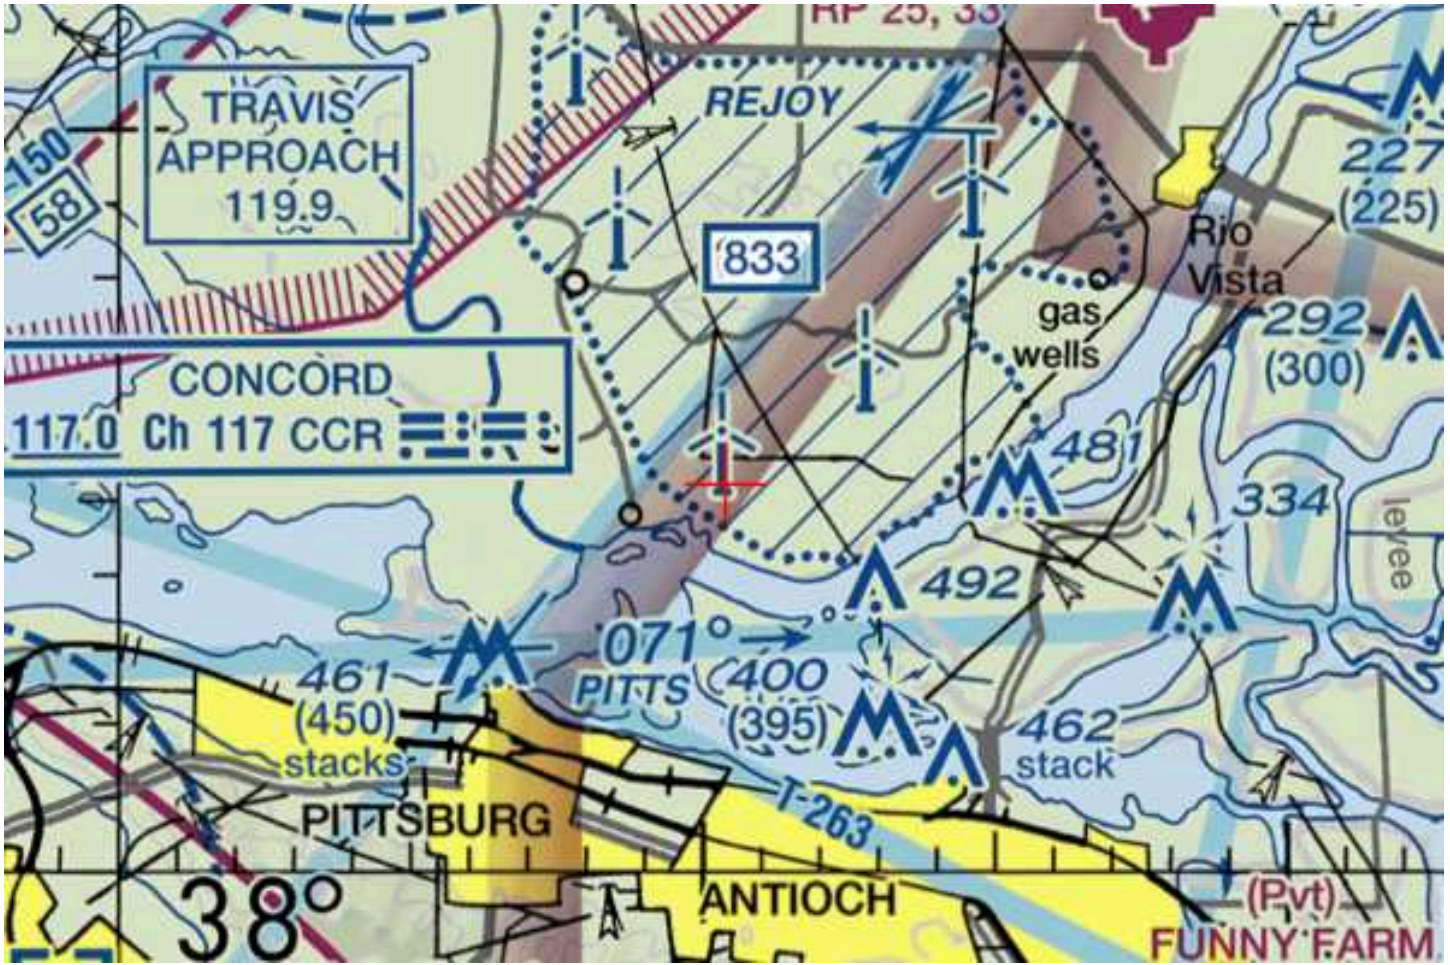 RP 25, 33
TRAVIS
APPROACH
119.9
150
58
REJOY
227
(225)
833
Rio
Vista
gas
wells
292
(300)
CONCORD
117.0 Ch 117 CCR
481
334
levee
492
071°
PITTS
461
(450)
stacks
400
(395)
462
stack
T-263
PITTSBURG
38°
ANTIOCH
(Pvt)
FUNNY FARM